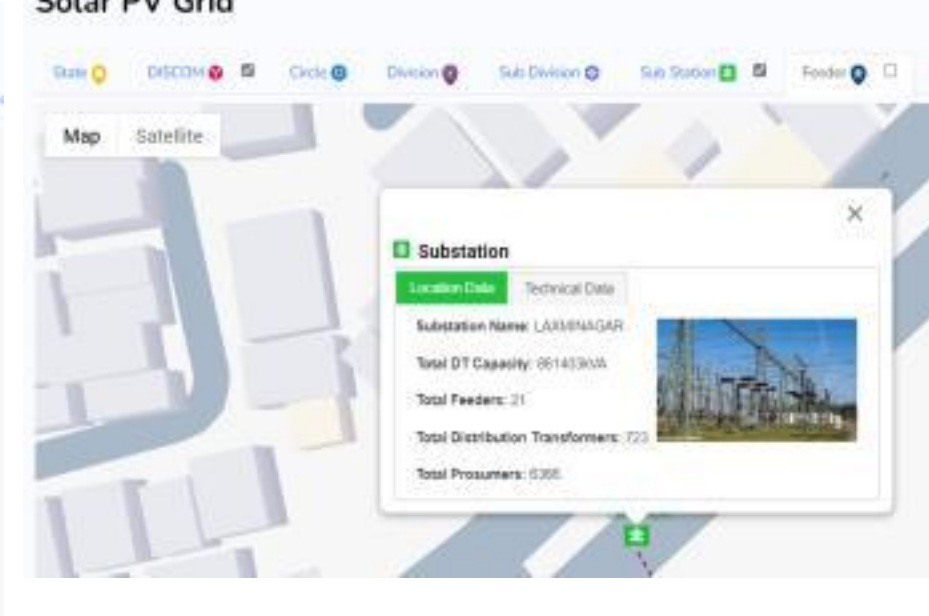 Solar PV Grid
State DISCOM Circle Division Sub Division Sub Station Feeder
Map Satellite
Substation
Location Data Technical Data
Substation Name: LAXMINAGAR
Total DT Capacity:
Total Feeders: 21
Total Distribution Transformers: 723
Total Prosumers: